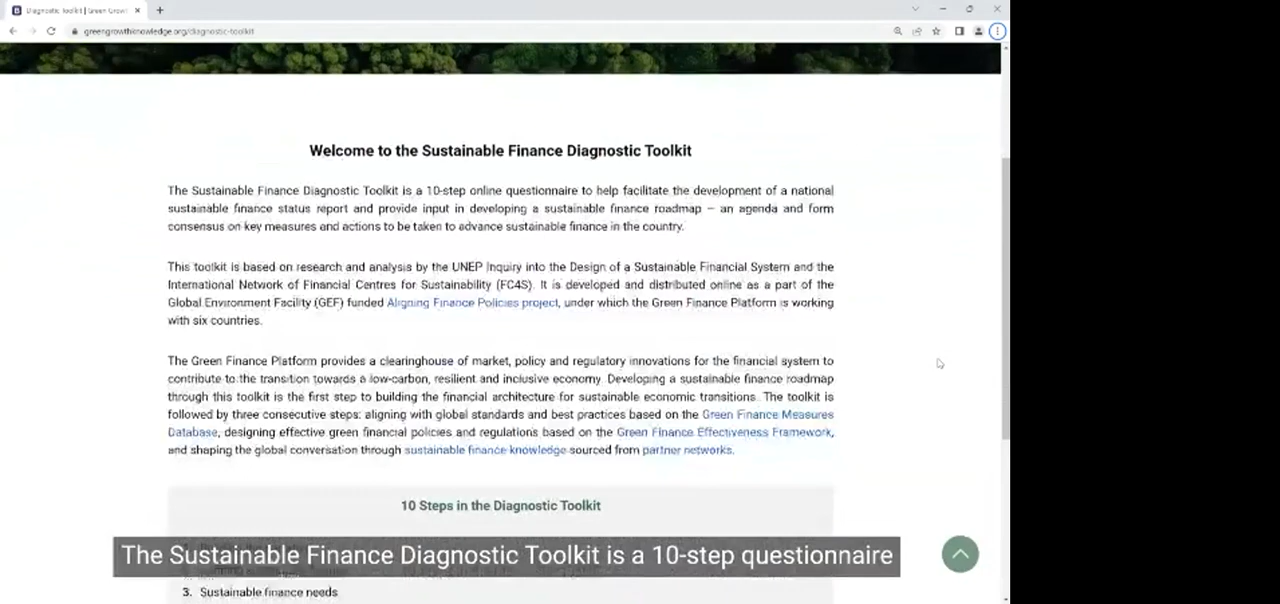 Diagnostic Toolkit | Green Growt
greengrowthknowledge.org/diagnostic-toolkit
Welcome to the Sustainable Finance Diagnostic Toolkit
The Sustainable Finance Diagnostic Toolkit is a 10-step online questionnaire to help facilitate the development of a national
sustainable finance status report and provide input in developing a sustainable finance roadmap – an agenda and form
consensus on key measures and actions to be taken to advance sustainable finance in the country.
This toolkit is based on research and analysis by the UNEP Inquiry into the Design of a Sustainable Financial System and the
International Network of Financial Centres for Sustainability (FC4S). It is developed and distributed online as a part of the
Global Environment Facility (GEF) funded Aligning Finance Policies project, under which the Green Finance Platform is working
with six countries.
The Green Finance Platform provides a clearinghouse of market, policy and regulatory innovations for the financial system to
contribute to the transition towards a low-carbon, resilient and inclusive economy. Developing a sustainable finance roadmap
through this toolkit is the first step to building the financial architecture for sustainable economic transitions. The toolkit is
followed by three consecutive steps: aligning with global standards and best practices based on the Green Finance Measures
Database, designing effective green financial policies and regulations based on the Green Finance Effectiveness Framework,
and shaping the global conversation through sustainable finance knowledge sourced from partner networks.
10 Steps in the Diagnostic Toolkit
The Sustainable Finance Diagnostic Toolkit is a 10-step questionnaire
3. Sustainable finance needs